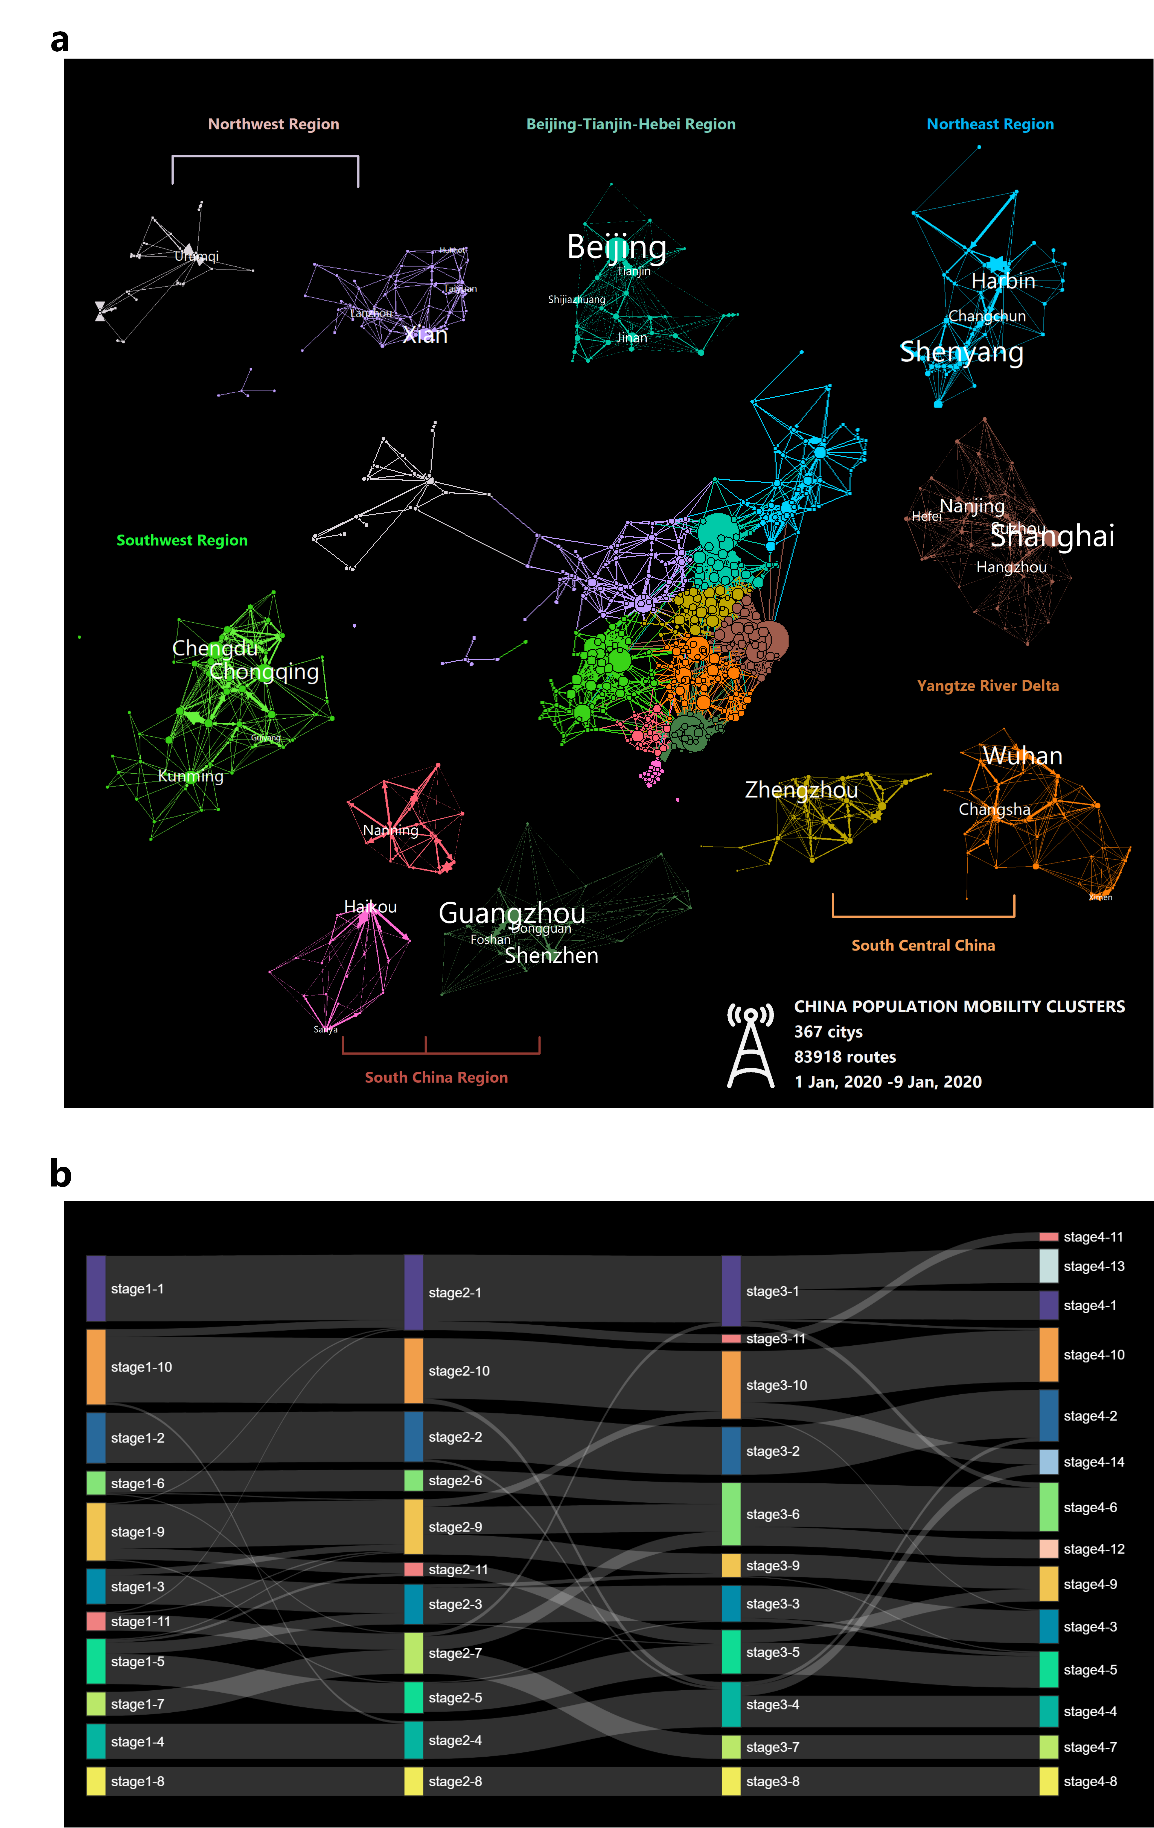 a
Northwest Region
Beijing-Tianjin-Hebei Region
Northeast Region
Urumqi
Lanzhou
Taiyuan
Xian
Beijing
Tianjin
Shijiazhuang
Jinan
Harbin
Changchun
Shenyang
Nanjing
Hefei
Suzhou
Shanghai
Hangzhou
Yangtze River Delta
Southwest Region
Chengdu
Chongqing
Guiyang
Kunming
Nanning
Haikou
Sanya
Guangzhou
Dongguan
Foshan
Shenzhen
South China Region
Zhengzhou
Wuhan
Changsha
Xiamen
South Central China
CHINA POPULATION MOBILITY CLUSTERS
367 citys
83918 routes
1 Jan, 2020 -9 Jan, 2020
b
stage1-1
stage1-10
stage1-2
stage1-6
stage1-9
stage1-3
stage1-11
stage1-5
stage1-7
stage1-4
stage1-8
stage2-1
stage2-10
stage2-2
stage2-6
stage2-9
stage2-11
stage2-3
stage2-7
stage2-5
stage2-4
stage2-8
stage3-1
stage3-11
stage3-10
stage3-2
stage3-6
stage3-9
stage3-3
stage3-5
stage3-4
stage3-7
stage3-8
stage4-11
stage4-13
stage4-1
stage4-10
stage4-2
stage4-14
stage4-6
stage4-12
stage4-9
stage4-3
stage4-5
stage4-4
stage4-7
stage4-8